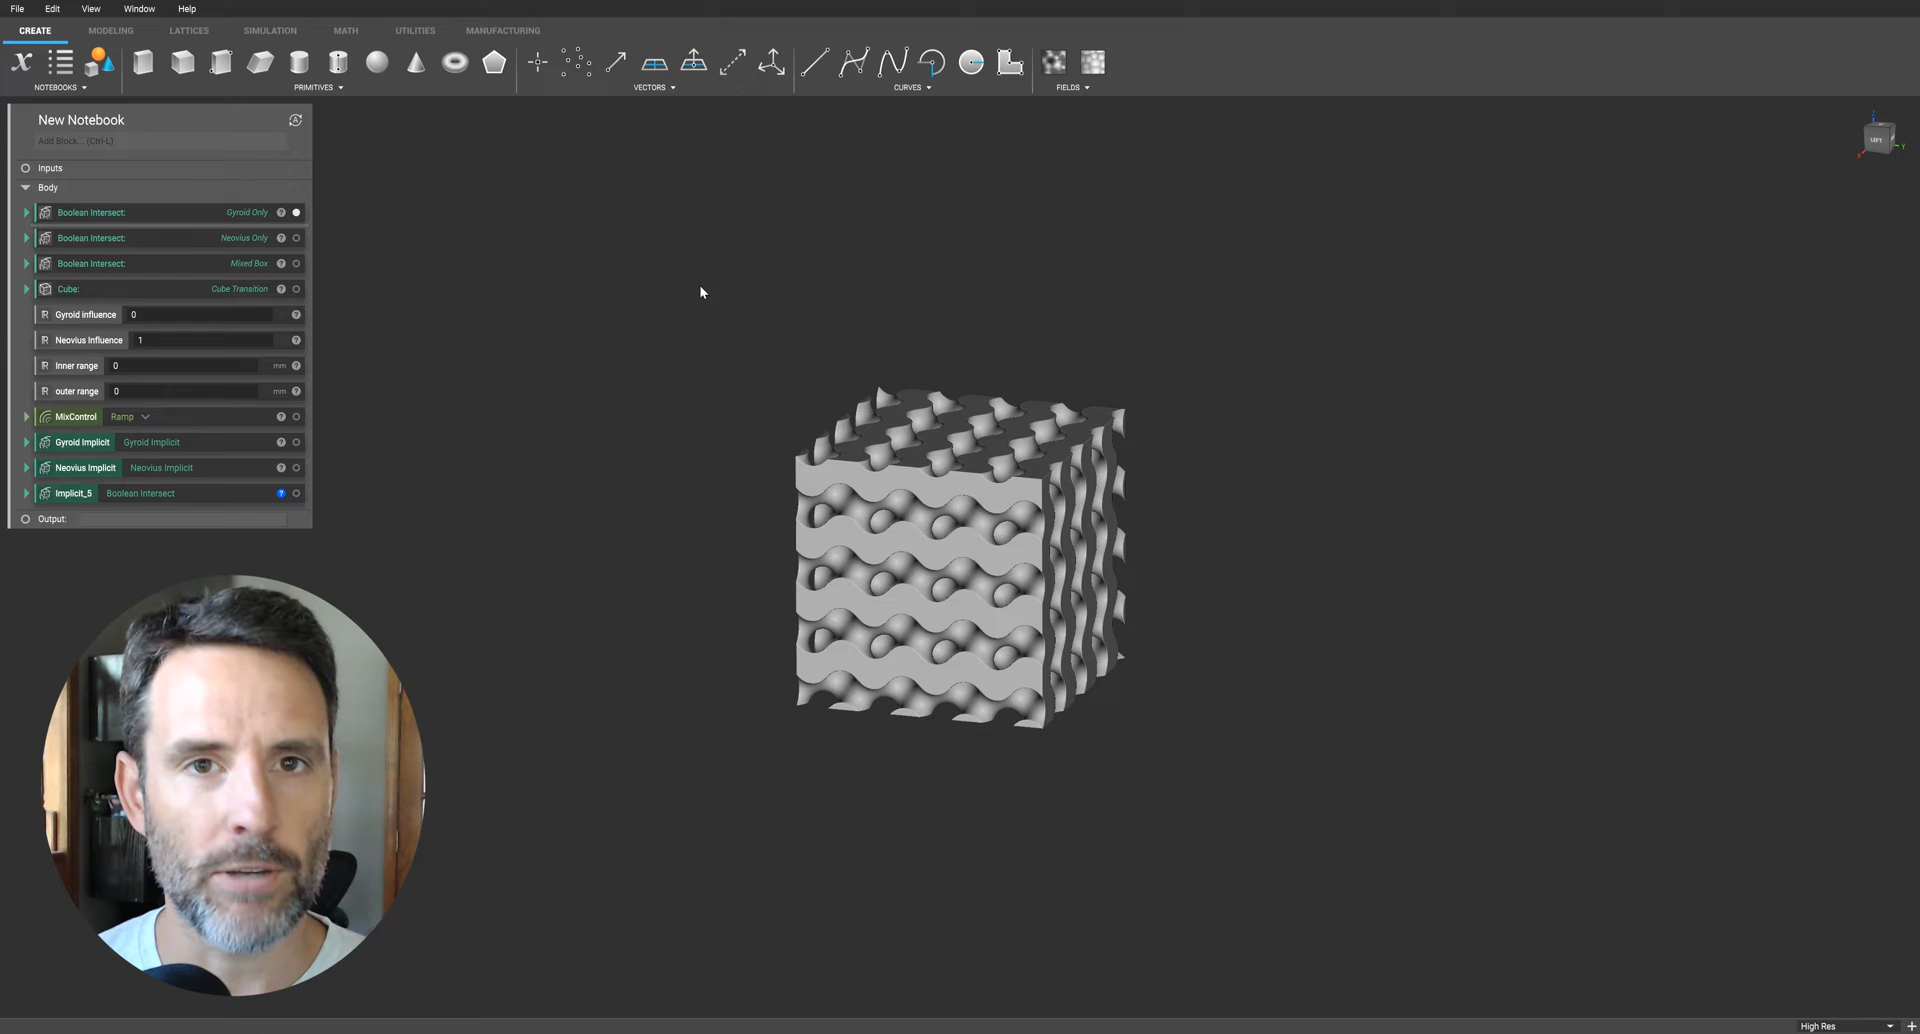 File Edit View Window Help
CREATE MODELING LATTICES SIMULATION MATH UTILITIES MANUFACTURING
NOTEBOOKS PRIMITIVES VECTORS CURVES FIELDS
New Notebook
Add Block... (Ctrl-L)
Inputs
Body
Boolean Intersect: Gyroid Only
Boolean Intersect: Neovius Only
Boolean Intersect: Mixed Box
Cube: Cube Transition
Gyroid influence 0
Neovius Influence 1
Inner range 0 mm
outer range 0 mm
MixControl Ramp
Gyroid Implicit Gyroid Implicit
Neovius Implicit Neovius Implicit
Implicit_5 Boolean Intersect
Output:
Z
LEFT
Y
X
High Res